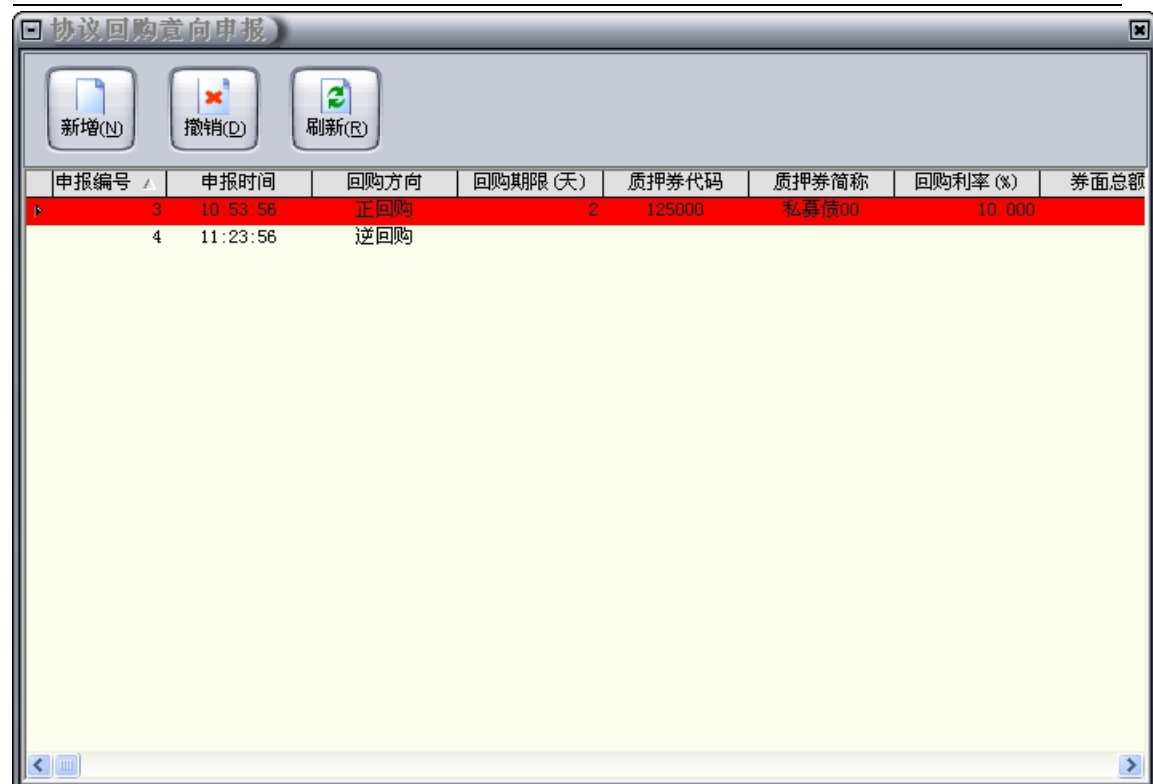 协议回购意向申报
新增(N) 撤销(D) 刷新(R)
申报编号 申报时间 回购方向 回购期限(天) 质押券代码 质押券简称 回购利率(%) 券面总额
3 10:53:56 正回购 2 125000 私募债00 10.000
4 11:23:56 逆回购